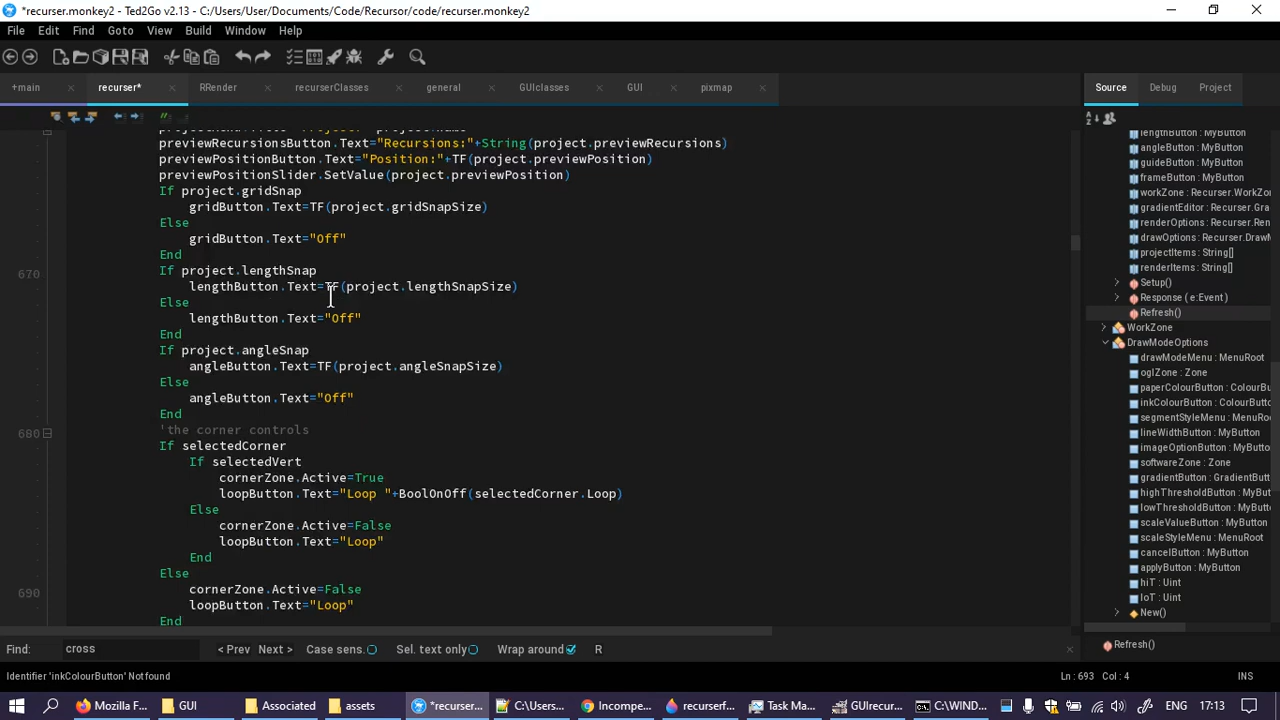 *recurser.monkey2 - Ted2Go v2.13 - C:/Users/User/Documents/Code/Recursor/code/recurser.monkey2
File Edit Find Goto View Build Window Help
+main recurser* RRender recurserClasses general GUIclasses GUI pixmap
Source Debug Project
previewRecursionsButton.Text="Recursions:"+String(project.previewRecursions)
previewPositionButton.Text="Position:"+TF(project.previewPosition)
previewPositionSlider.SetValue(project.previewPosition)
If project.gridSnap
gridButton.Text=TF(project.gridSnapSize)
Else
gridButton.Text="Off"
End
670 If project.lengthSnap
lengthButton.Text=TF(project.lengthSnapSize)
Else
lengthButton.Text="Off"
End
If project.angleSnap
angleButton.Text=TF(project.angleSnapSize)
Else
angleButton.Text="Off"
End
680 'the corner controls
If selectedCorner
If selectedVert
cornerZone.Active=True
loopButton.Text="Loop "+BoolOnOff(selectedCorner.Loop)
Else
cornerZone.Active=False
loopButton.Text="Loop"
End
Else
690 cornerZone.Active=False
loopButton.Text="Loop"
End
lengthButton : MyButton
angleButton : MyButton
guideButton : MyButton
frameButton : MyButton
workZone : Recurser.WorkZo
gradientEditor : Recurser.Gra
renderOptions : Recurser.Ren
drawOptions : Recurser.DrawM
projectItems : String[]
renderItems : String[]
Setup()
Response ( e:Event )
Refresh()
WorkZone
DrawModeOptions
drawModeMenu : MenuRoot
oglZone : Zone
paperColourButton : ColourBu
inkColourButton : ColourButto
segmentStyleMenu : MenuRo
lineWidthButton : MyButton
imageOptionButton : MyButto
softwareZone : Zone
gradientButton : GradientButt
highThresholdButton : MyBut
lowThresholdButton : MyButt
scaleValueButton : MyButton
scaleStyleMenu : MenuRoot
cancelButton : MyButton
applyButton : MyButton
hiT : Uint
loT : Uint
New()
Find: cross < Prev Next > Case sens. Sel. text only Wrap around R
Refresh()
Identifier 'inkColourButton' Not found
Ln : 693 Col : 4 INS
Mozilla F... GUI Associated assets *recurser... C:/Users... Incompe... recurserf... Task Ma... GUIrecur... C:\WIND... 17:13